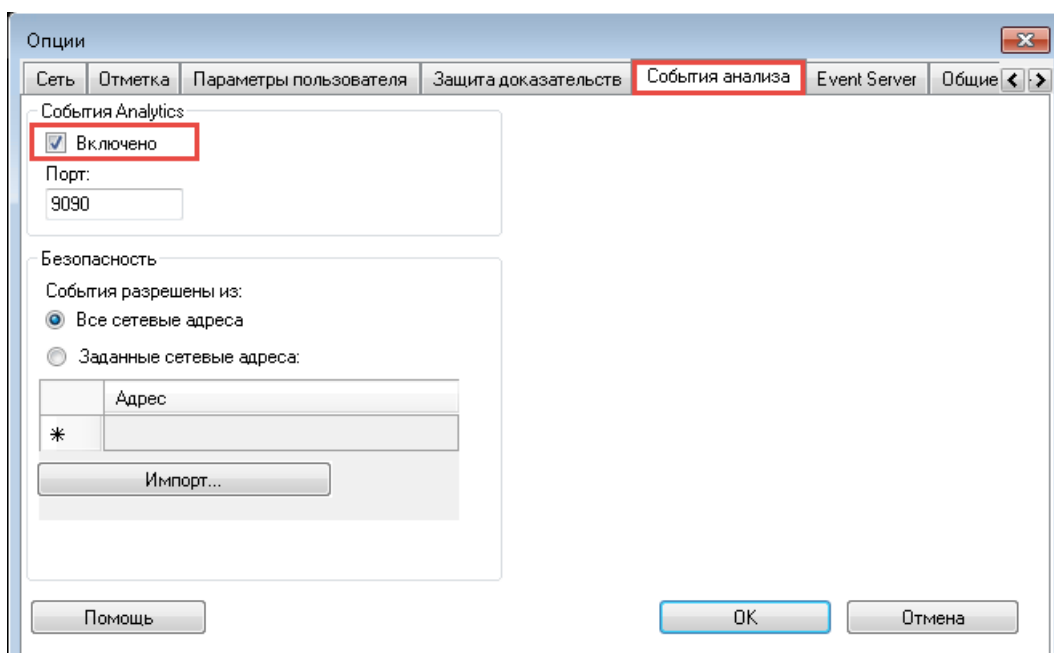 Опции
Сеть Отметка Параметры пользователя Защита доказательств События анализа Event Server Общие
События Analytics
Включено
Порт:
9090
Безопасность
События разрешены из:
Все сетевые адреса
Заданные сетевые адреса:
Адрес
*
Импорт...
Помощь OK Отмена